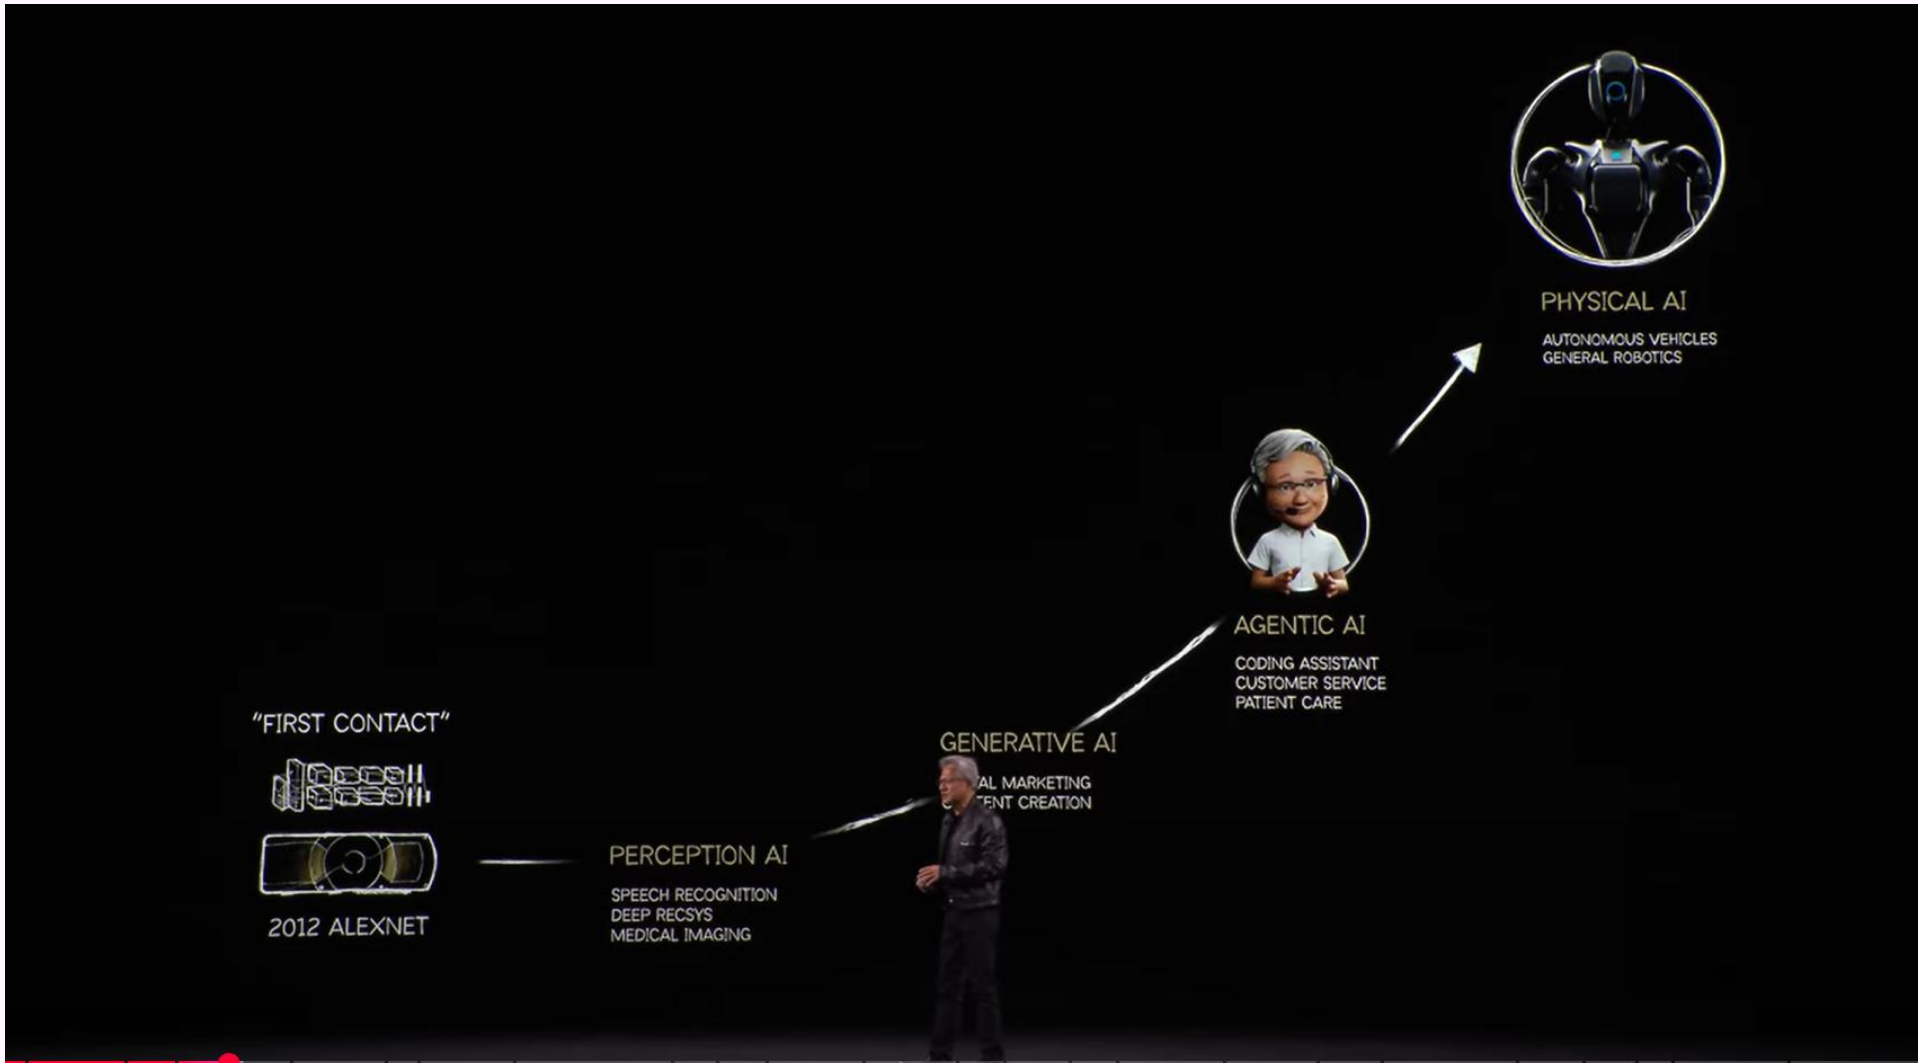 "FIRST CONTACT"
2012 ALEXNET
PERCEPTION AI
SPEECH RECOGNITION
DEEP RECSYS
MEDICAL IMAGING
GENERATIVE AI
MARKETING
CREATION
AGENTIC AI
CODING ASSISTANT
CUSTOMER SERVICE
PATIENT CARE
PHYSICAL AI
AUTONOMOUS VEHICLES
GENERAL ROBOTICS